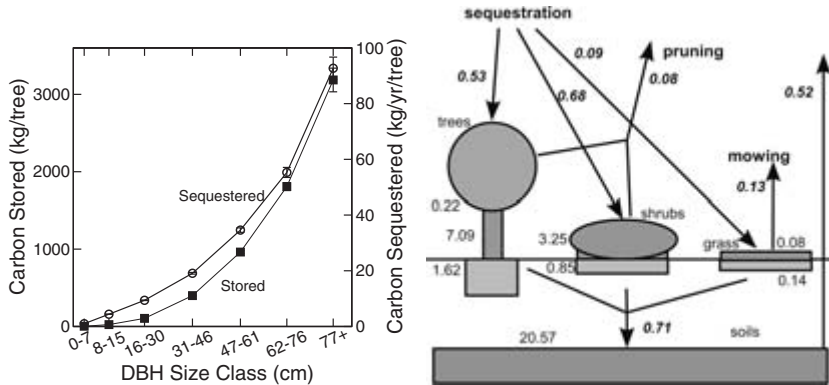 Carbon Stored (kg/tree)
3000
2000
1000
0
100
80
60
40
20
0
Carbon Sequestered (kg/yr/tree)
Sequestered
Stored
0-7
8-15
16-30
31-46
47-61
62-76
77+
DBH Size Class (cm)
sequestration
0.09
pruning
0.53
0.08
0.68
0.52
trees
mowing
0.13
0.22
shrubs
7.09
3.25
grass
0.08
1.62
0.85
0.14
0.71
20.57
soils